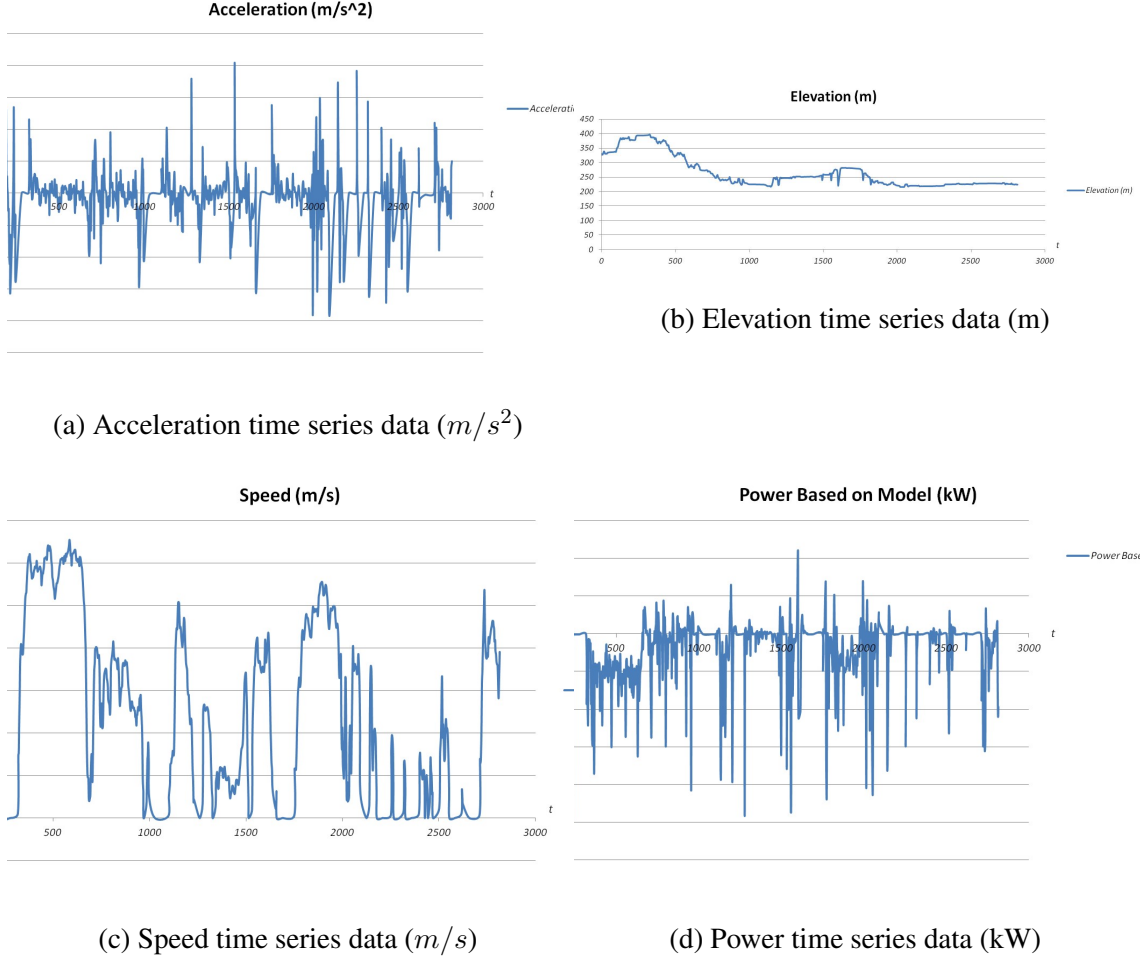 Acceleration (m/s^2)
Accelerati
t
500
1000
1500
2000
2500
3000
(a) Acceleration time series data (m/s²)
Elevation (m)
450
400
350
300
250
200
150
100
50
0
0
500
1000
1500
2000
2500
3000
t
Elevation (m)
(b) Elevation time series data (m)
Speed (m/s)
t
500
1000
1500
2000
2500
3000
(c) Speed time series data (m/s)
Power Based on Model (kW)
Power Base
t
500
1000
1500
2000
2500
3000
(d) Power time series data (kW)